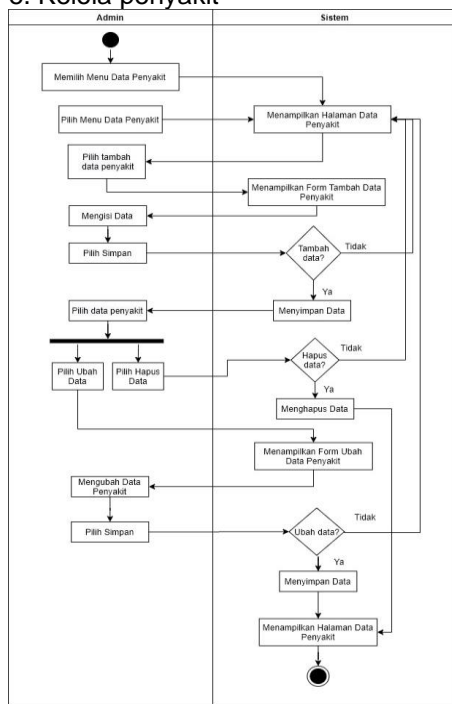 Admin
Sistem
Memilih Menu Data Penyakit
Pilih Menu Data Penyakit
Menampilkan Halaman Data
Penyakit
Pilih tambah
data penyakit
Menampilkan Form Tambah Data
Penyakit
Mengisi Data
Pilih Simpan
Tambah
data?
Tidak
Ya
Pilih data penyakit
Menyimpan Data
Pilih Ubah
Data
Pilih Hapus
Data
Hapus
data?
Tidak
Ya
Menghapus Data
Menampilkan Form Ubah
Data Penyakit
Mengubah Data
Penyakit
Pilih Simpan
Ubah data?
Tidak
Ya
Menyimpan Data
Menampilkan Halaman Data
Penyakit